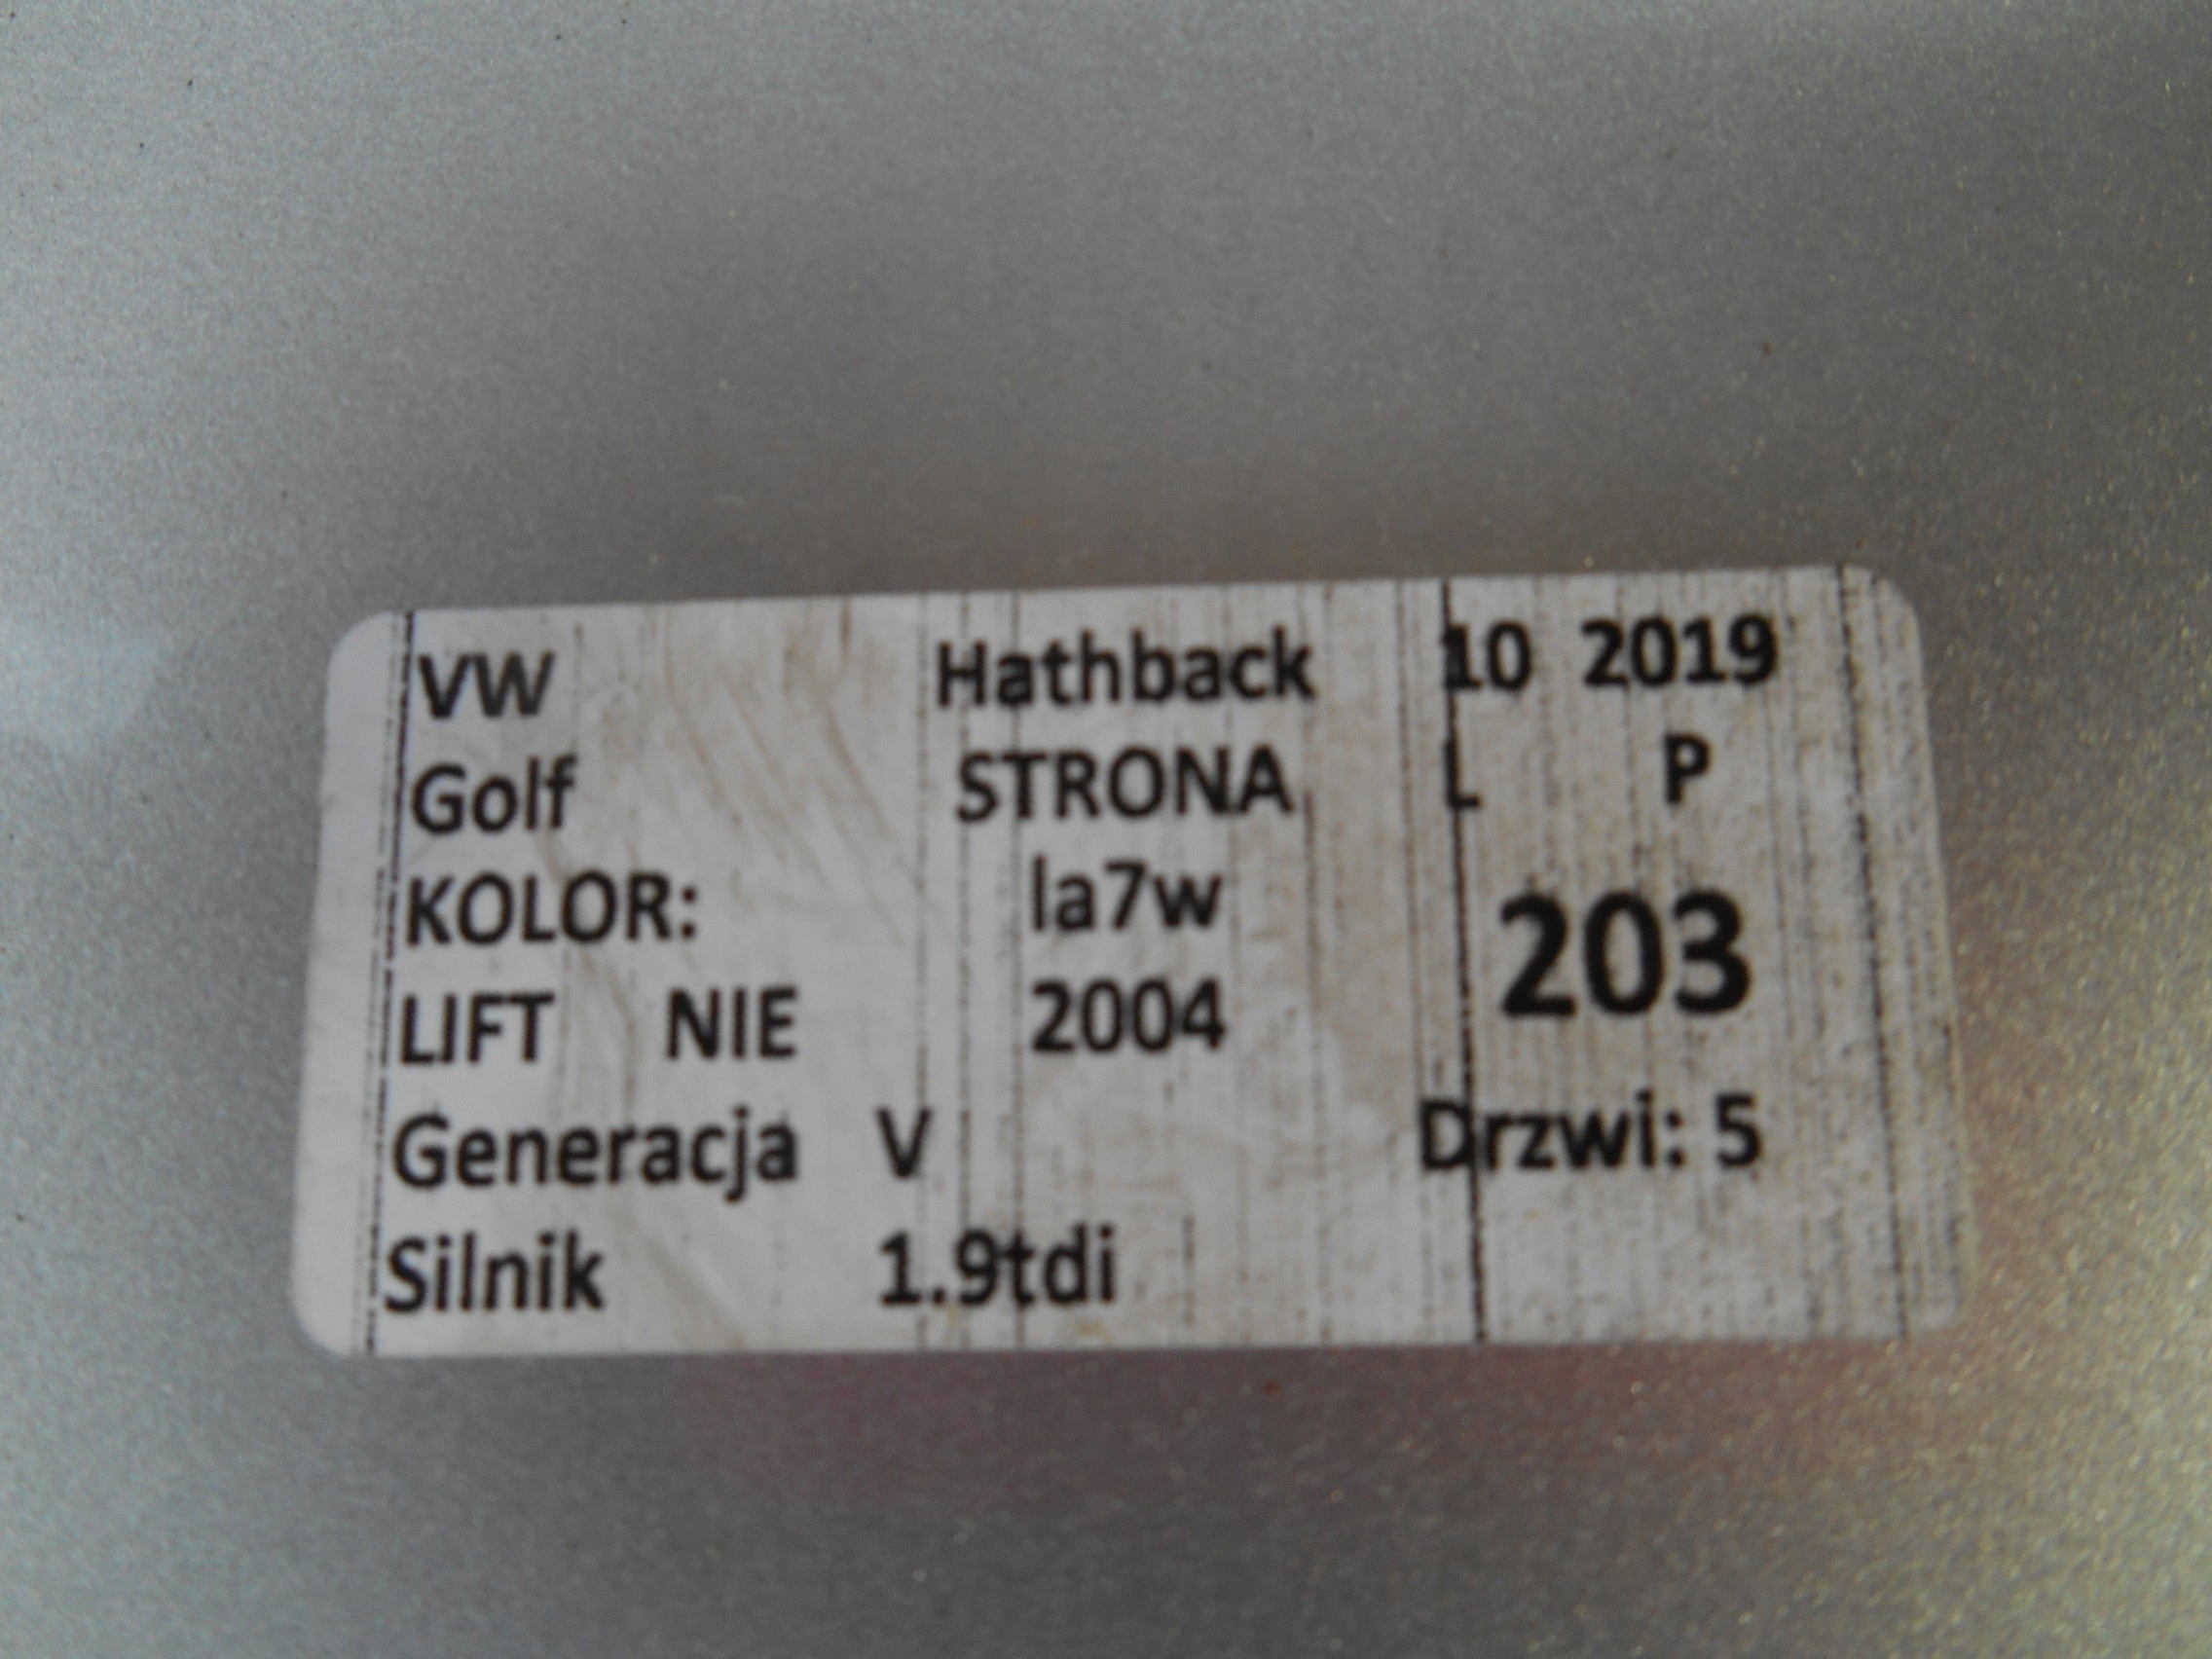 VW Hathback 10 2019
Golf STRONA L P
KOLOR: la7w 203
LIFT NIE 2004
Generacja V Drzwi: 5
Silnik 1.9tdi